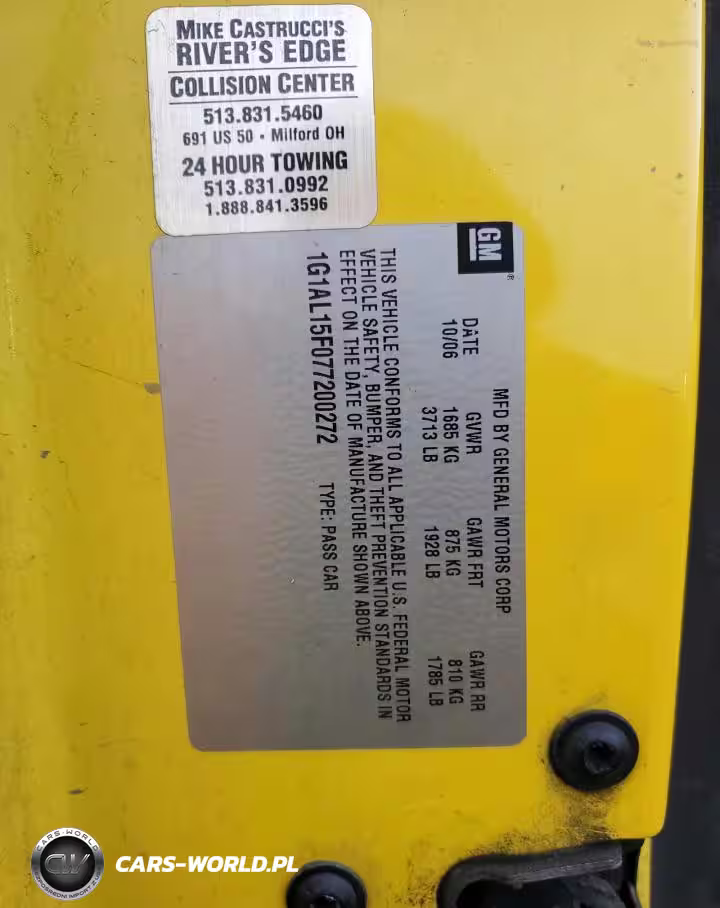 MIKE CASTRUCCI'S
RIVER'S EDGE
COLLISION CENTER
513.831.5460
691 US 50 • Milford OH
24 HOUR TOWING
513.831.0992
1.888.841.3596
GM®
MFD BY GENERAL MOTORS CORP
DATE GVWR GAWR FRT GAWR RR
10/06 1685 KG 875 KG 810 KG
3713 LB 1928 LB 1785 LB
THIS VEHICLE CONFORMS TO ALL APPLICABLE U.S. FEDERAL MOTOR
VEHICLE SAFETY, BUMPER, AND THEFT PREVENTION STANDARDS IN
EFFECT ON THE DATE OF MANUFACTURE SHOWN ABOVE.
1G1AL15F077200272 TYPE: PASS CAR
CARS-WORLD
CW
CARS-WORLD.PL